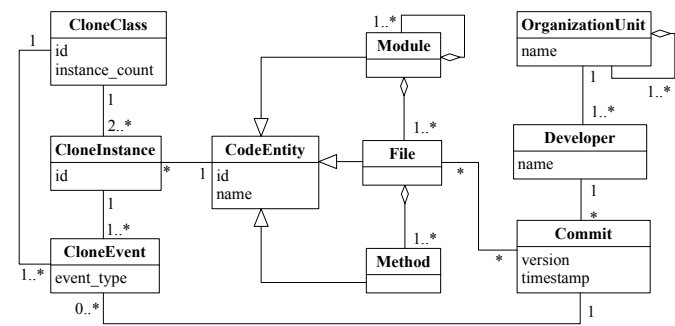 CloneClass
id
instance_count
1
1
2..*
CloneInstance
id
*
1
1
1..*
CloneEvent
event_type
1..*
0..*
CodeEntity
id
name
1..*
Module
1..*
File
*
1..*
Method
OrganizationUnit
name
1
1..*
1..*
Developer
name
1
*
Commit
version
timestamp
*
1